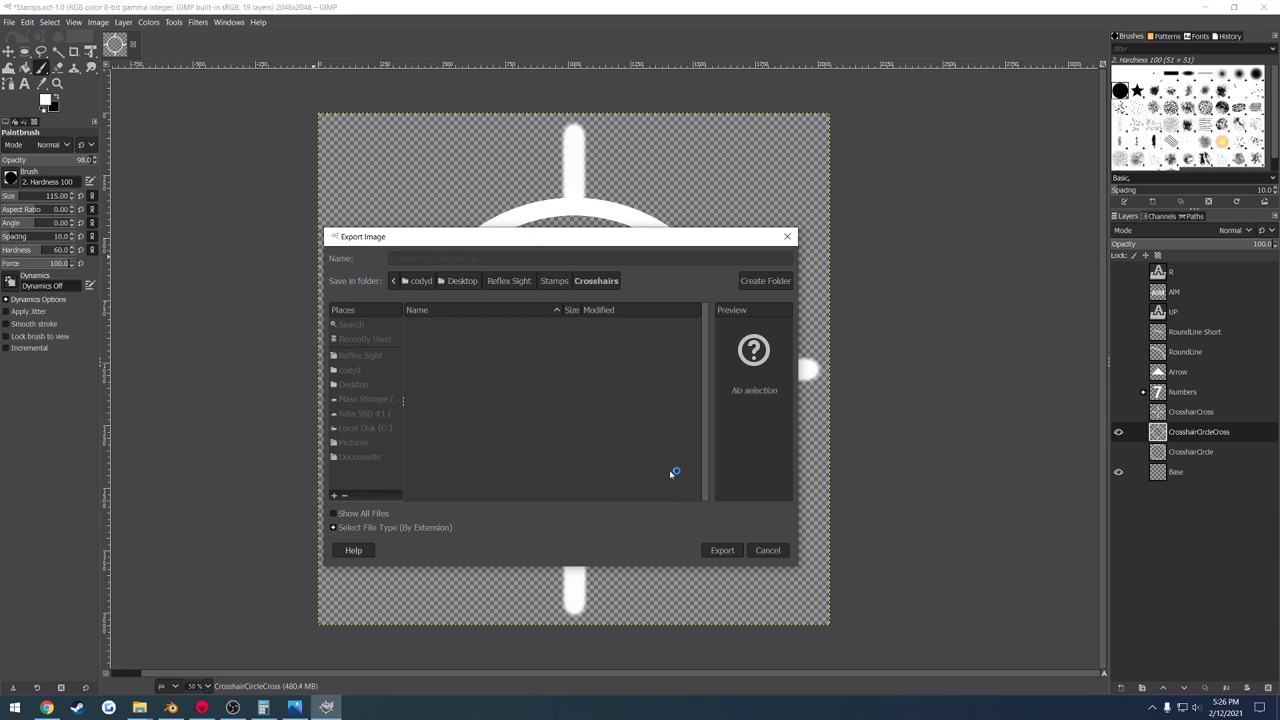 *Stamps.xcf-1.0 (RGB color 8-bit gamma integer, GIMP built-in sRGB, 19 layers) 2048x2048 – GIMP
File Edit Select View Image Layer Colors Tools Filters Windows Help
Paintbrush
Mode Normal
Opacity 98.0
Brush
2. Hardness 100
Size 115.00
Aspect Ratio 0.00
Angle 0.00
Spacing 10.0
Hardness 60.0
Force 100.0
Dynamics
Dynamics Off
Dynamics Options
Apply Jitter
Smooth stroke
Lock brush to view
Incremental
Export Image
Name:
Save in folder: codyd Desktop Reflex Sight Stamps Crosshairs Create Folder
Places Name Size Modified Preview
Search
Recently Used
Reflex Sight
codyd
Desktop
Mass Storage (...
Sata SSD #1 (...
Local Disk (C:)
Pictures
Documents
No selection
Show All Files
Select File Type (By Extension)
Help Export Cancel
px 50 % CrosshairCircleCross (480.4 MB)
Brushes Patterns Fonts History
filter
2. Hardness 100 (51 × 51)
Basic,
Spacing 10.0
Layers Channels Paths
Mode Normal
Opacity 100.0
Lock:
R
AIM
UP
RoundLine Short
RoundLine
Arrow
Numbers
CrosshairCross
CrosshairCircleCross
CrosshairCircle
Base
5:26 PM
2/12/2021